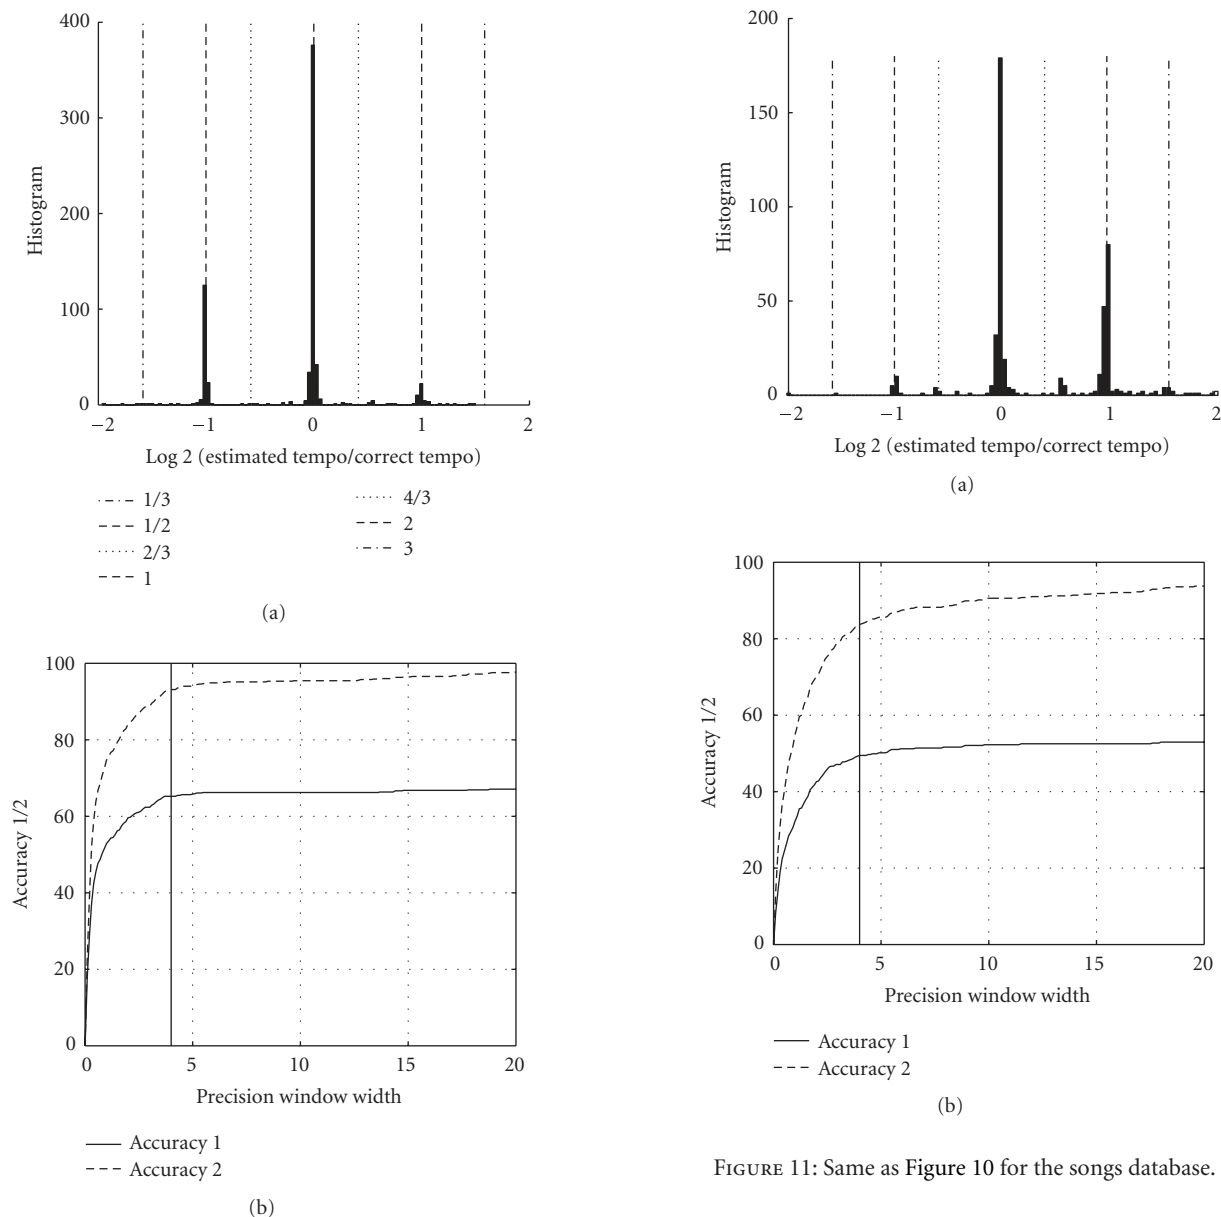 400
300
200
100
0
Histogram
−2
−1
0
1
2
Log 2 (estimated tempo/correct tempo)
1/3
1/2
2/3
1
4/3
2
3
(a)
100
80
60
40
20
0
Accuracy 1/2
0
5
10
15
20
Precision window width
Accuracy 1
Accuracy 2
(b)
200
150
100
50
0
Histogram
−2
−1
0
1
2
Log 2 (estimated tempo/correct tempo)
(a)
100
80
60
40
20
0
Accuracy 1/2
0
5
10
15
20
Precision window width
Accuracy 1
Accuracy 2
(b)
Figure 11: Same as Figure 10 for the songs database.